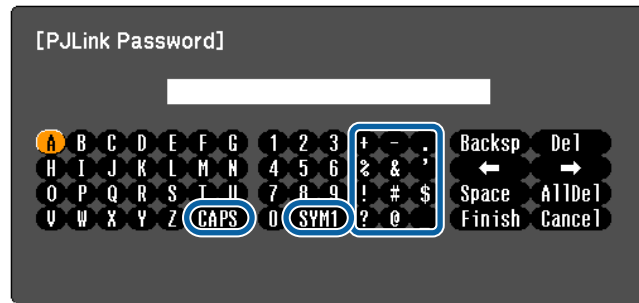 [PJLink Password]
A B C D E F G 1 2 3 + - . Backsp Del
H I J K L M N 4 5 6 % & ' ← →
O P Q R S T U 7 8 9 ! # $ Space AllDel
V W X Y Z CAPS 0 SYM1 ? @ Finish Cancel